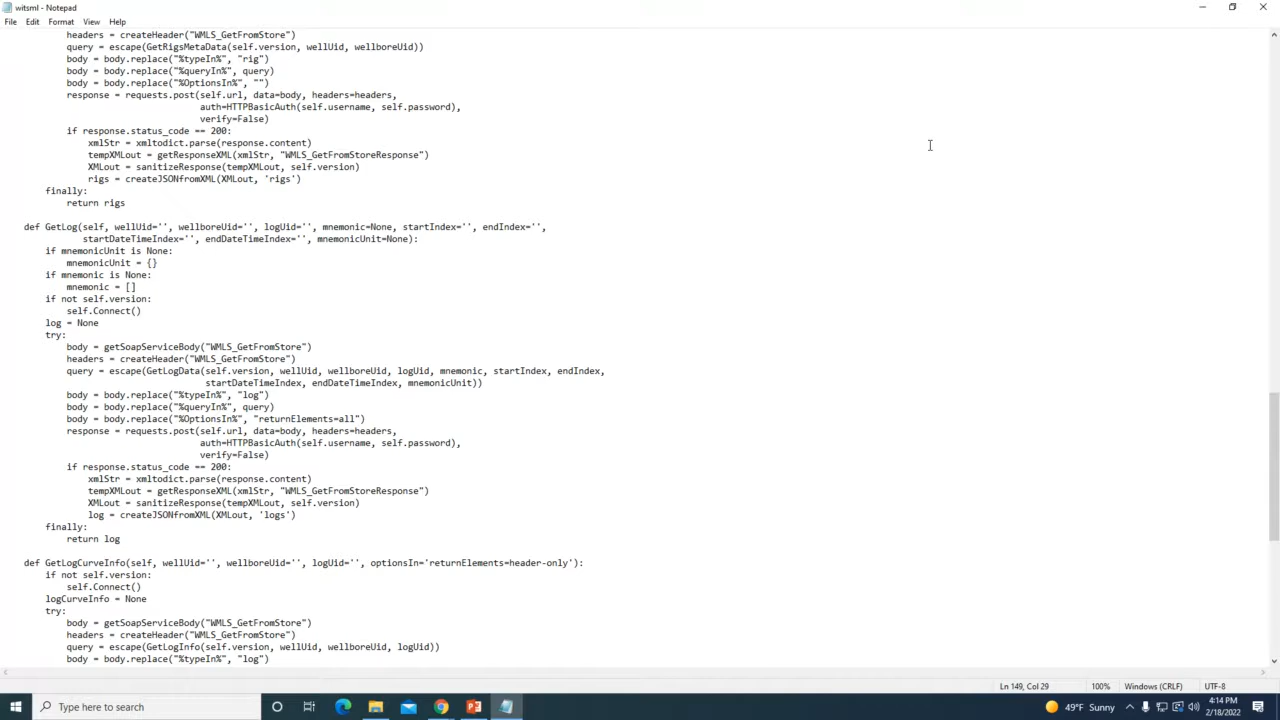 witsml - Notepad
File Edit Format View Help
headers = createHeader("WMLS_GetFromStore")
query = escape(GetRigsMetaData(self.version, wellUid, wellboreUid))
body = body.replace("%typeIn%", "rig")
body = body.replace("%queryIn%", query)
body = body.replace("%OptionsIn%", "")
response = requests.post(self.url, data=body, headers=headers,
auth=HTTPBasicAuth(self.username, self.password),
verify=False)
if response.status_code == 200:
xmlStr = xmltodict.parse(response.content)
tempXMLout = getResponseXML(xmlStr, "WMLS_GetFromStoreResponse")
XMLout = sanitizeResponse(tempXMLout, self.version)
rigs = createJSONfromXML(XMLout, 'rigs')
finally:
return rigs
def GetLog(self, wellUid='', wellboreUid='', logUid='', mnemonic=None, startIndex='', endIndex='',
startDateTimeIndex='', endDateTimeIndex='', mnemonicUnit=None):
if mnemonicUnit is None:
mnemonicUnit = {}
if mnemonic is None:
mnemonic = []
if not self.version:
self.Connect()
log = None
try:
body = getSoapServiceBody("WMLS_GetFromStore")
headers = createHeader("WMLS_GetFromStore")
query = escape(GetLogData(self.version, wellUid, wellboreUid, logUid, mnemonic, startIndex, endIndex,
startDateTimeIndex, endDateTimeIndex, mnemonicUnit))
body = body.replace("%typeIn%", "log")
body = body.replace("%queryIn%", query)
body = body.replace("%OptionsIn%", "returnElements=all")
response = requests.post(self.url, data=body, headers=headers,
auth=HTTPBasicAuth(self.username, self.password),
verify=False)
if response.status_code == 200:
xmlStr = xmltodict.parse(response.content)
tempXMLout = getResponseXML(xmlStr, "WMLS_GetFromStoreResponse")
XMLout = sanitizeResponse(tempXMLout, self.version)
log = createJSONfromXML(XMLout, 'logs')
finally:
return log
def GetLogCurveInfo(self, wellUid='', wellboreUid='', logUid='', optionsIn='returnElements=header-only'):
if not self.version:
self.Connect()
logCurveInfo = None
try:
body = getSoapServiceBody("WMLS_GetFromStore")
headers = createHeader("WMLS_GetFromStore")
query = escape(GetLogInfo(self.version, wellUid, wellboreUid, logUid))
body = body.replace("%typeIn%", "log")
Ln 149, Col 29 100% Windows (CRLF) UTF-8
Type here to search 49°F Sunny 4:14 PM
2/18/2022